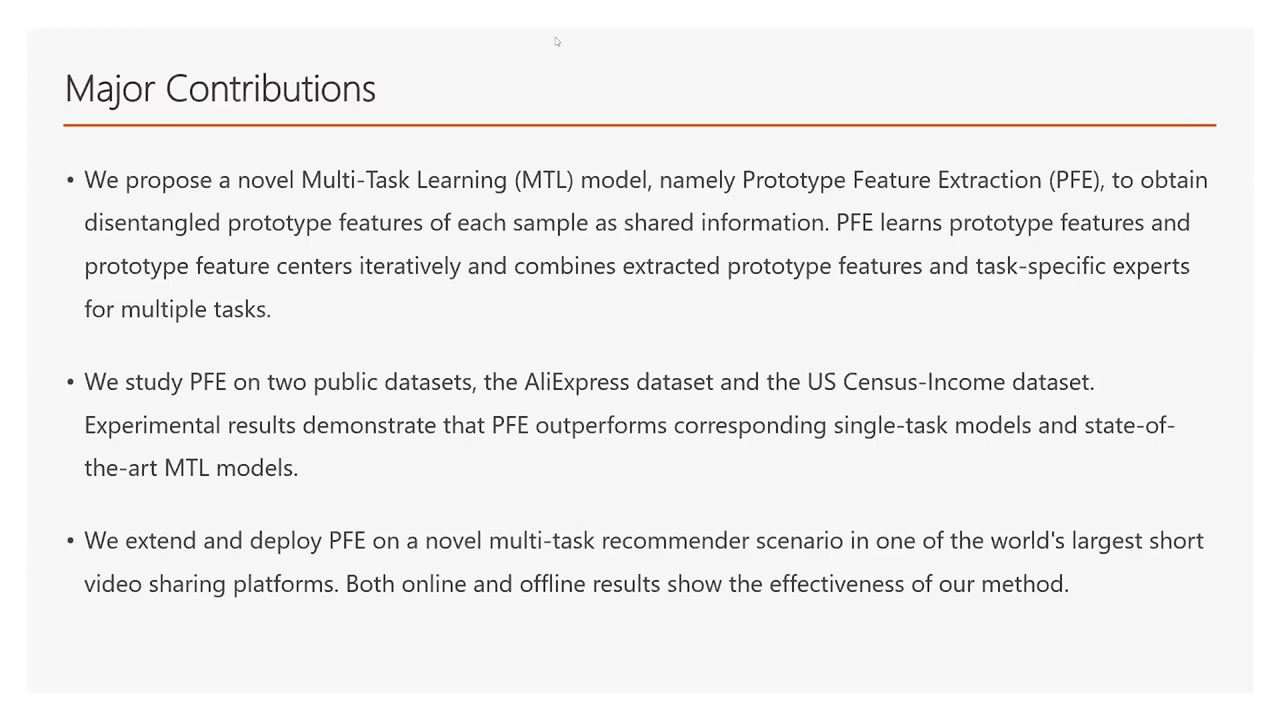 Major Contributions
• We propose a novel Multi-Task Learning (MTL) model, namely Prototype Feature Extraction (PFE), to obtain
disentangled prototype features of each sample as shared information. PFE learns prototype features and
prototype feature centers iteratively and combines extracted prototype features and task-specific experts
for multiple tasks.
• We study PFE on two public datasets, the AliExpress dataset and the US Census-Income dataset.
Experimental results demonstrate that PFE outperforms corresponding single-task models and state-of-
the-art MTL models.
• We extend and deploy PFE on a novel multi-task recommender scenario in one of the world's largest short
video sharing platforms. Both online and offline results show the effectiveness of our method.